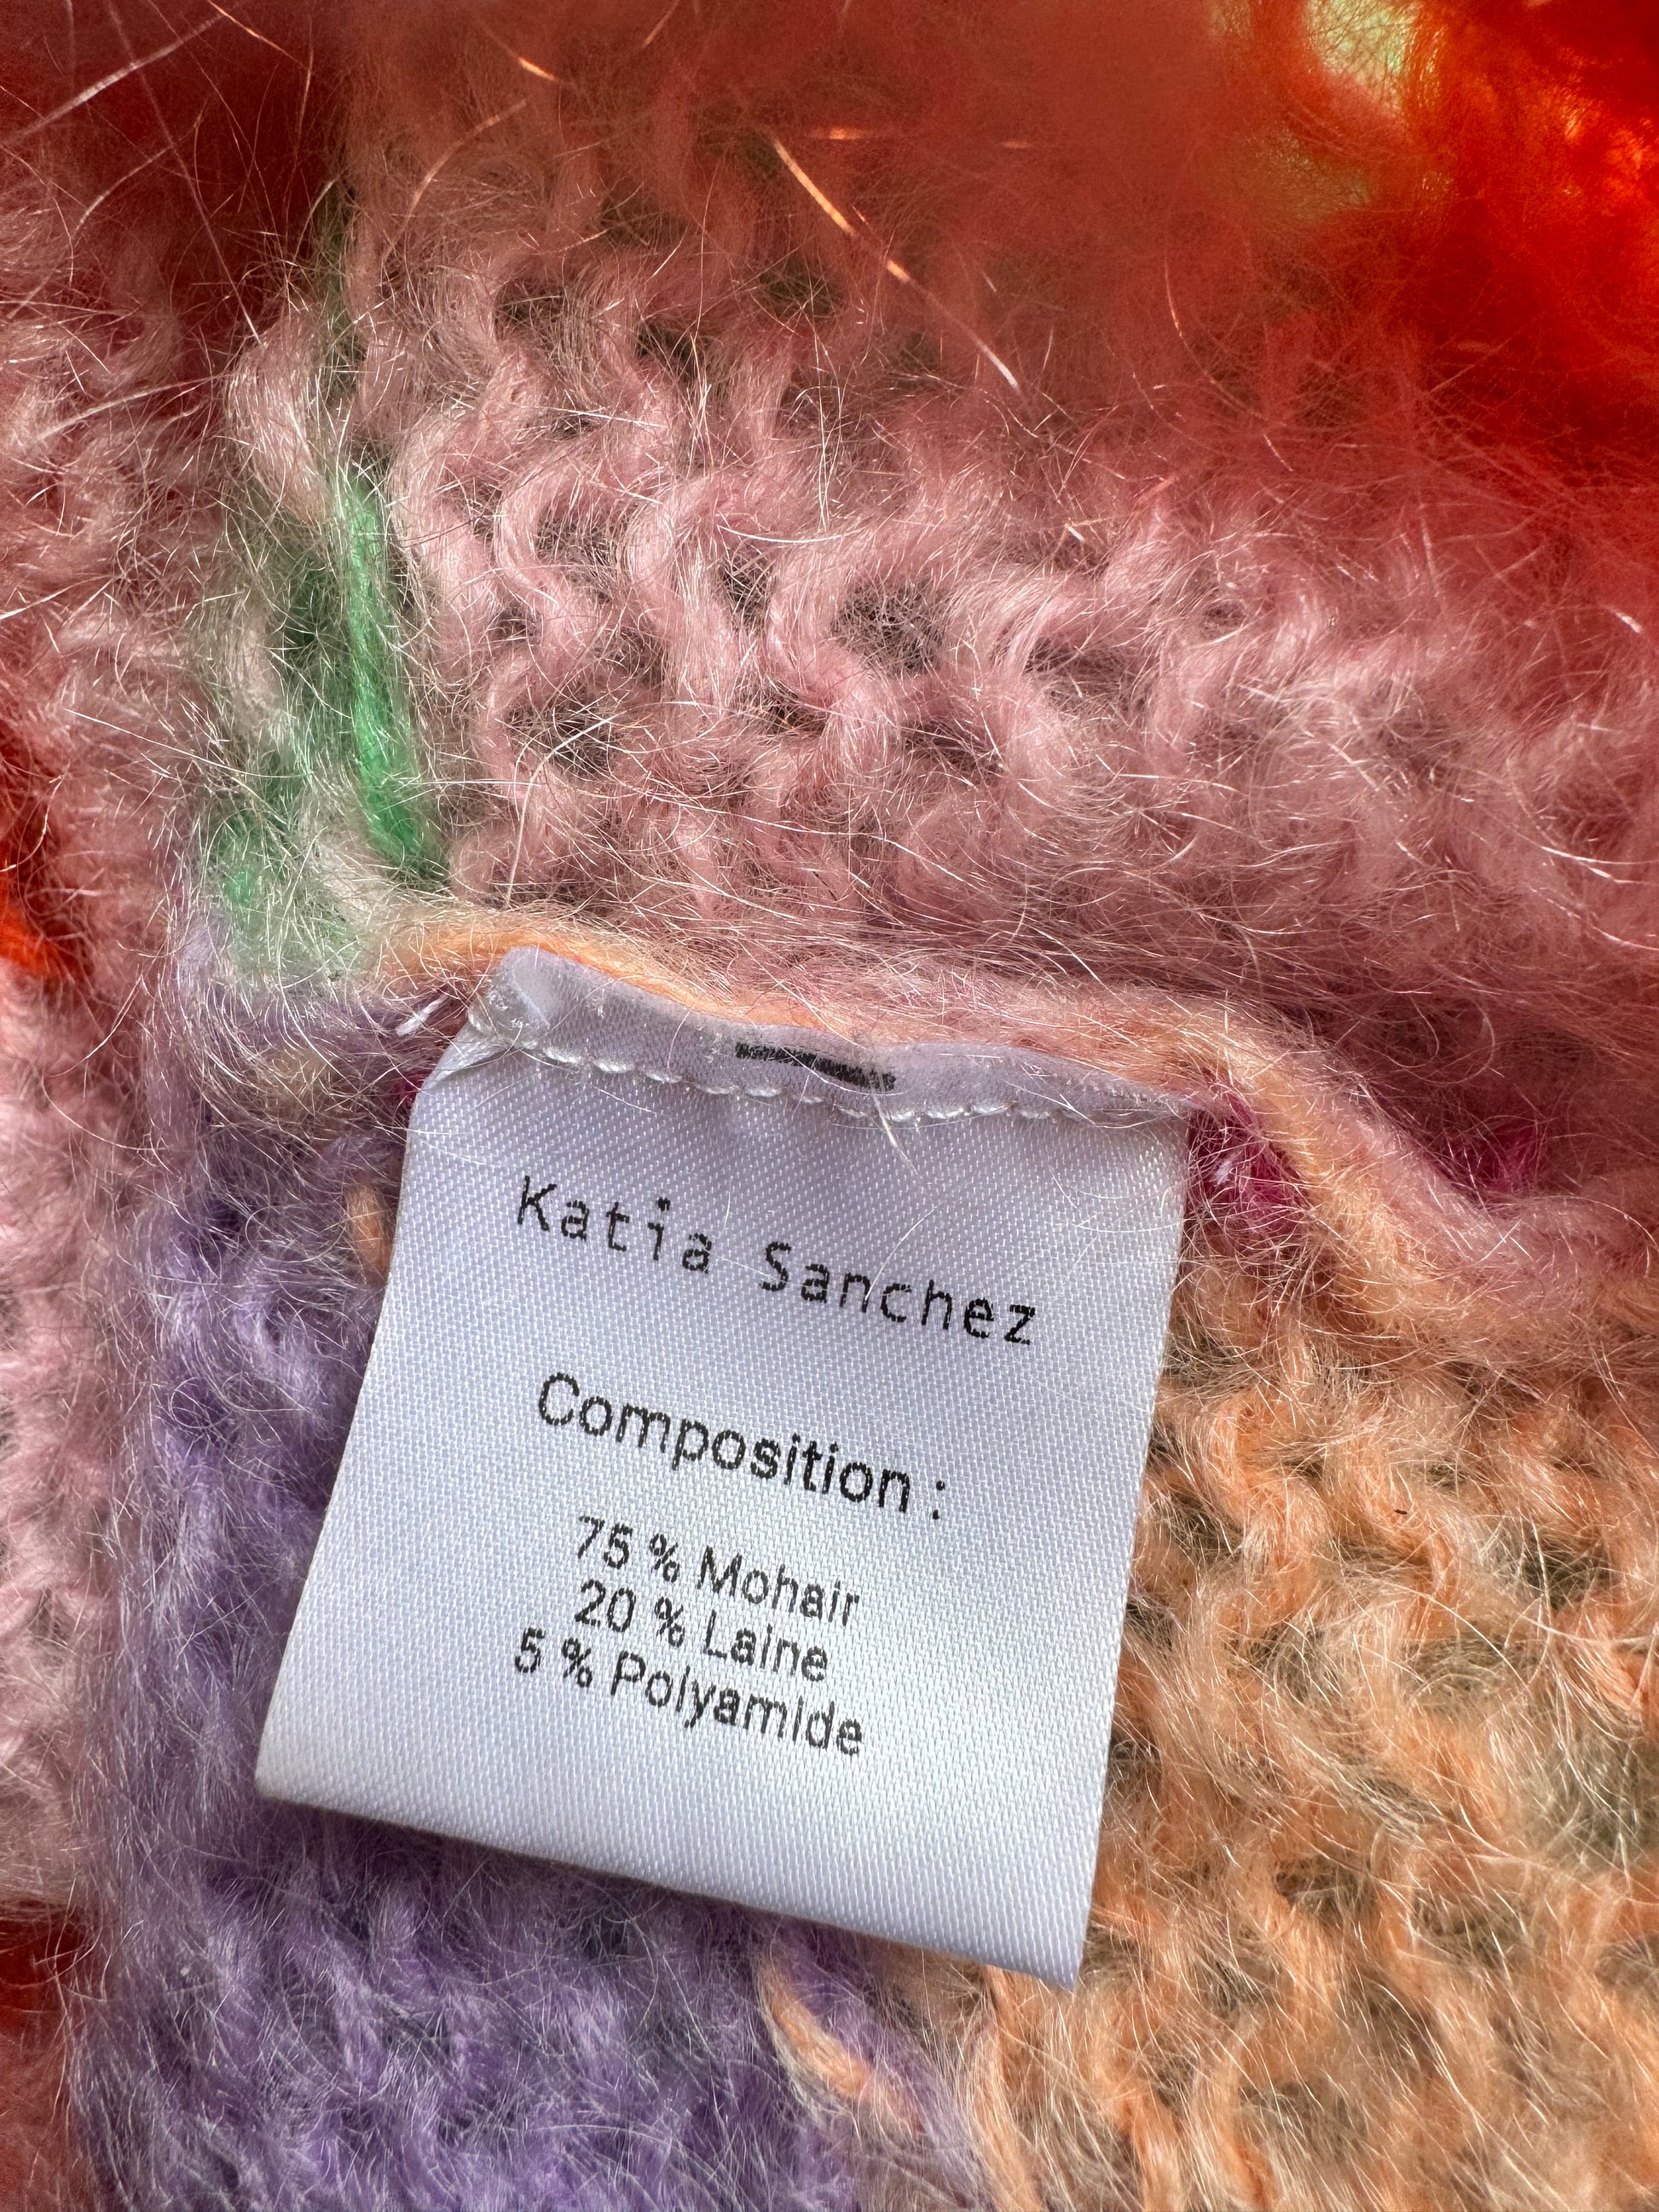 Katia Sanchez
Composition :
75 % Mohair
20 % Laine
5 % Polyamide